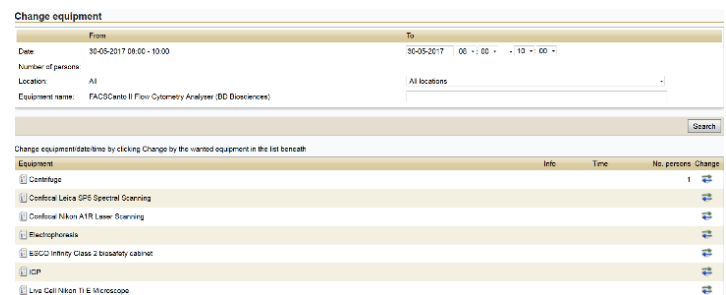 Change equipment
From To
Date: 30-05-2017 08:00 - 10:00 30-05-2017 08 : 00 - 10 : 00
Number of persons:
Location: All All locations
Equipment name: FACSCanto II Flow Cytometry Analyser (BD Biosciences)
Search
Change equipment/date/time by clicking Change by the wanted equipment in the list beneath
Equipment Info Time No. persons Change
Centrifuge 1
Confocal Leica SP5 Spectral Scanning
Confocal Nikon A1R Laser Scanning
Electrophoresis
ESCO Infinity Class 2 biosafety cabinet
ICP
Live Cell Nikon Ti E Microscope